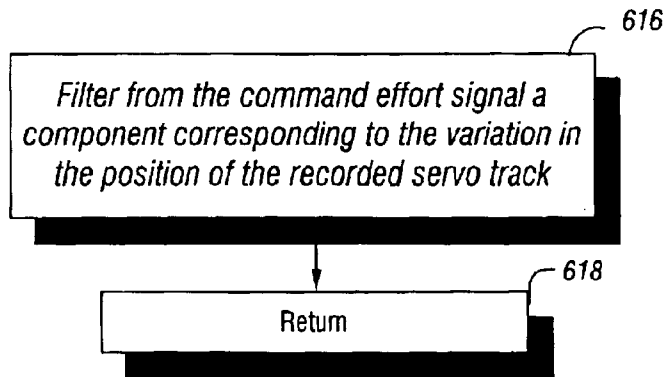 616
Filter from the command effort signal a
component corresponding to the variation in
the position of the recorded servo track
618
Return